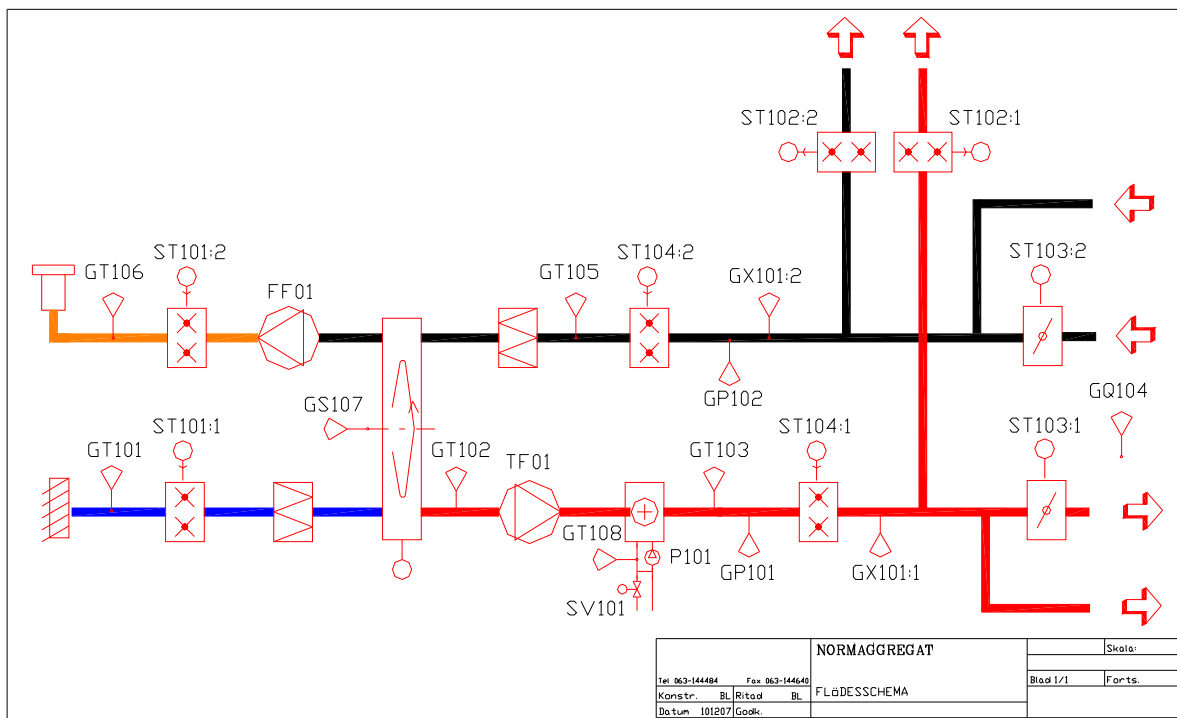 ST102:2
ST102:1
ST101:2
GT106
FF01
GT105
ST104:2
GX101:2
ST103:2
GP102
GQ104
GS107
ST101:1
GT101
GT102
TF01
GT103
ST104:1
ST103:1
GT108
P101
GP101
GX101:1
SV101
NORMAGGREGAT
Skala:
Tel 063-144484 Fax 063-144640
Blad 1/1 Forts.
Konstr. BL Ritad BL
FLÖDESSCHEMA
Datum 101207 Godk.